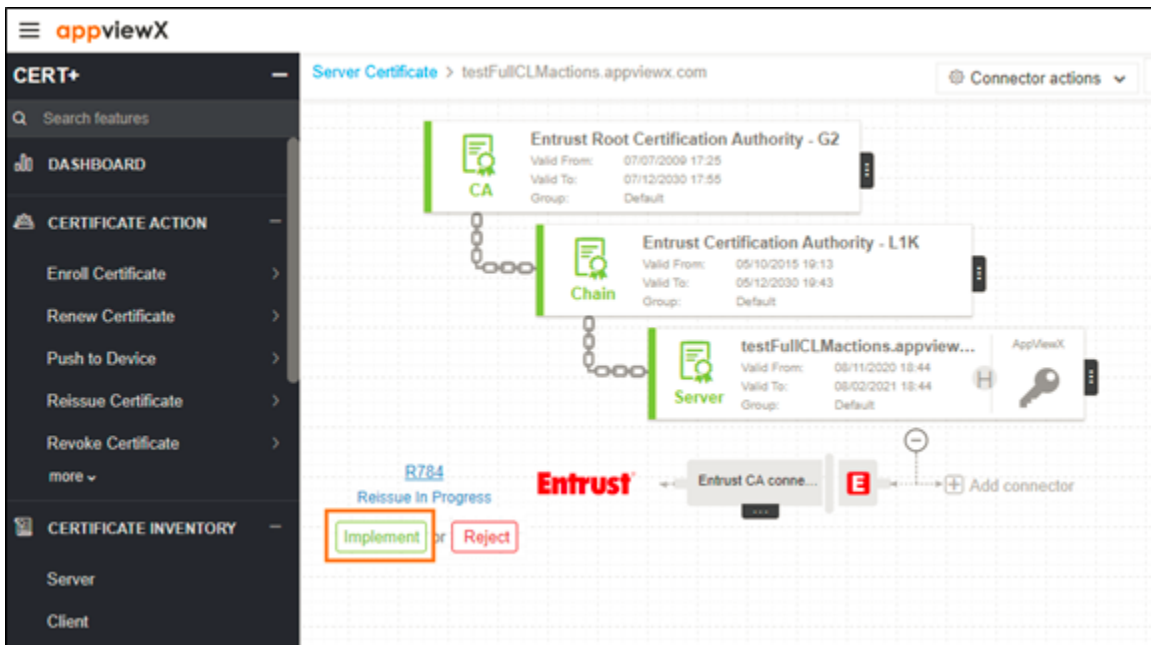 appviewX
CERT+
Search features
DASHBOARD
CERTIFICATE ACTION
Enroll Certificate
Renew Certificate
Push to Device
Reissue Certificate
Revoke Certificate
more
CERTIFICATE INVENTORY
Server
Client
Server Certificate > testFullCLMactions.appviewx.com
Connector actions
Entrust Root Certification Authority - G2
Valid From: 07/07/2009 17:25
Valid To: 07/12/2030 17:55
Group: Default
CA
Entrust Certification Authority - L1K
Valid From: 05/10/2015 19:13
Valid To: 05/12/2030 19:43
Group: Default
Chain
testFullCLMactions.appview...
Valid From: 08/11/2020 18:44
Valid To: 08/02/2021 18:44
Group: Default
Server
H
AppViewX
R784
Reissue In Progress
Implement or Reject
Entrust
Entrust CA conne...
E
Add connector